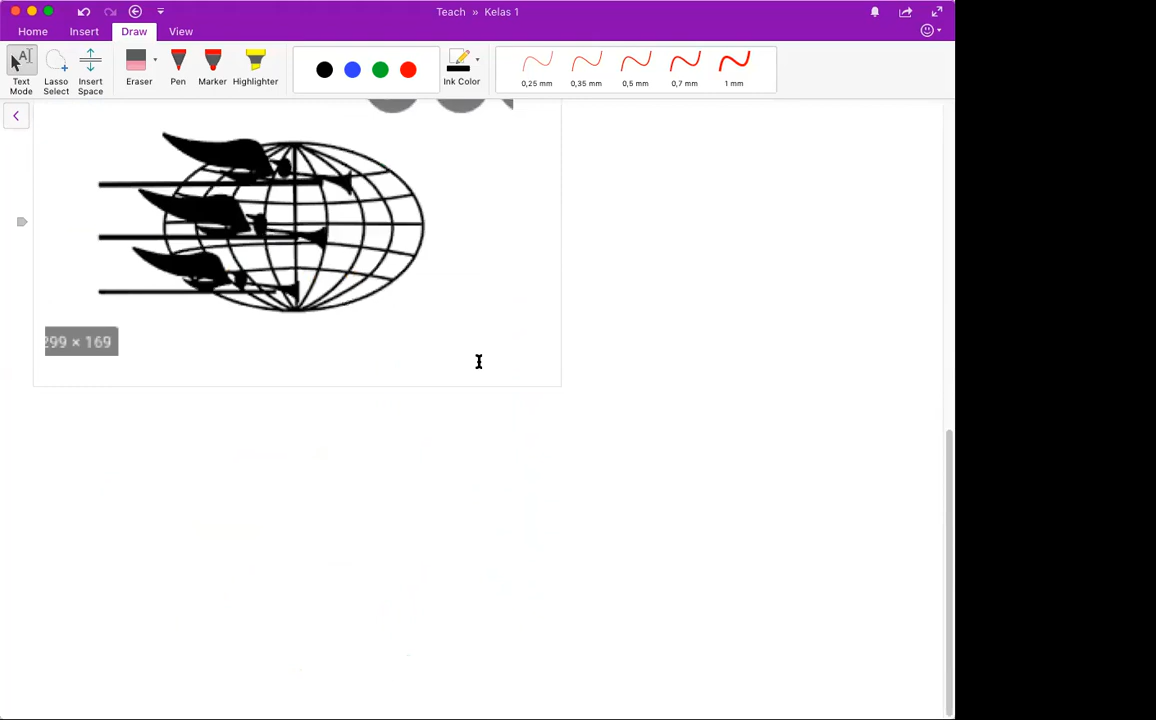 Teach » Kelas 1
Home Insert Draw View
Text Mode
Lasso Select
Insert Space
Eraser
Pen
Marker
Highlighter
Ink Color
0,25 mm
0,35 mm
0,5 mm
0,7 mm
1 mm
299 × 169